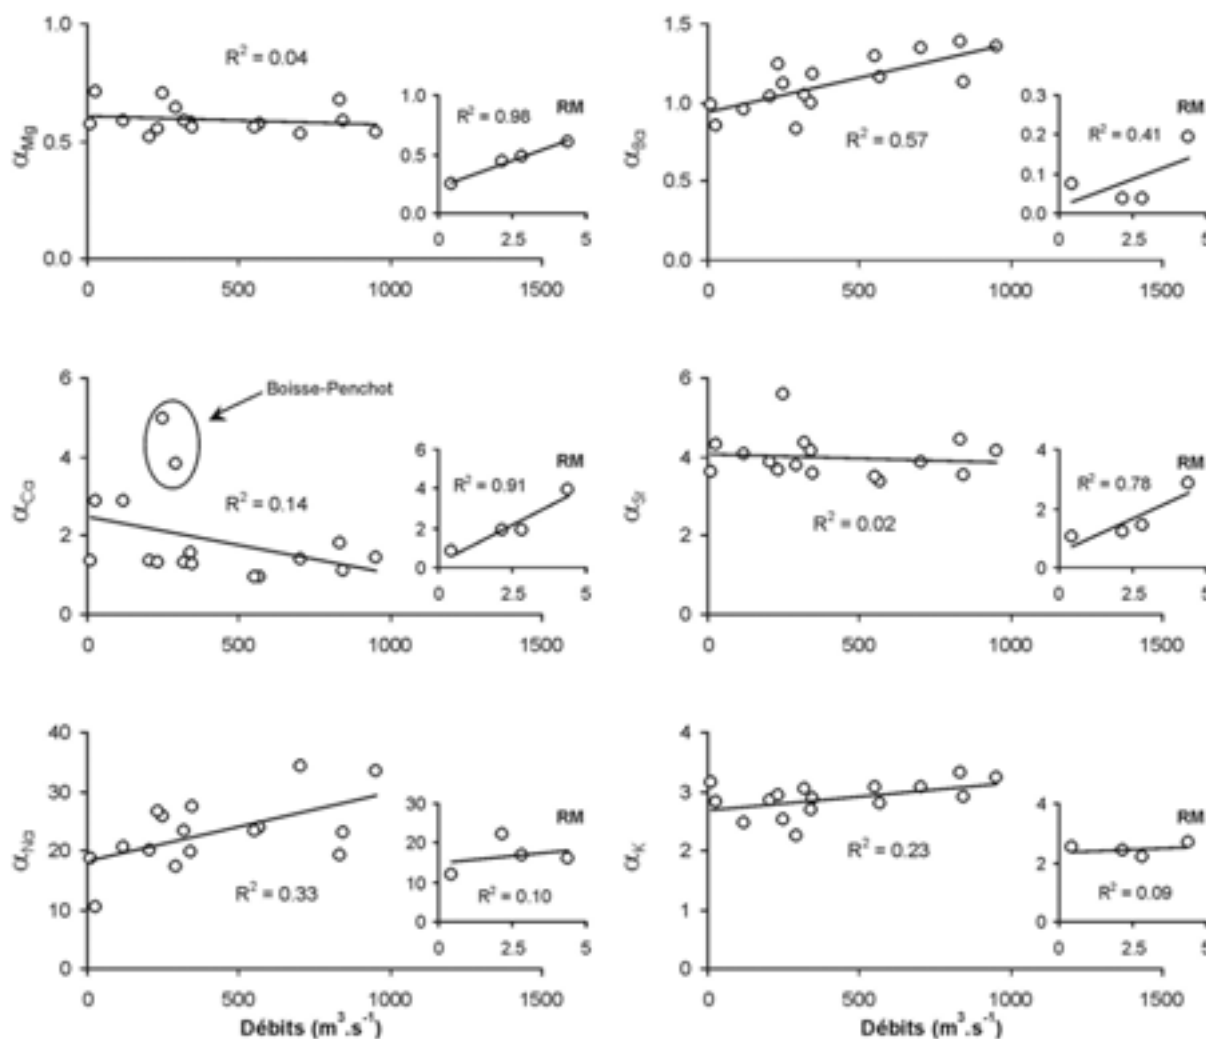 1.0
R² = 0.04
α Mg
0.5
0.0
0 500 1000 1500
1.0
RM
R² = 0.98
0.5
0.0
0 2.5 5
1.5
α Ba
1.0
R² = 0.57
0.5
0.0
0 500 1000 1500
0.3
RM
R² = 0.41
0.2
0.1
0.0
0 2.5 5
6
Boisse-Penchot
4
α Ca
R² = 0.14
2
0
0 500 1000 1500
6
RM
R² = 0.91
4
2
0
0 2.5 5
6
4
α Sr
R² = 0.02
2
0
0 500 1000 1500
4
RM
R² = 0.78
2
0
0 2.5 5
40
30
α Na
20
R² = 0.33
10
0
0 500 1000 1500
Débits (m³.s⁻¹)
30
RM
20
10
R² = 0.10
0
0 2.5 5
4
3
α K
2
R² = 0.23
1
0
0 500 1000 1500
Débits (m³.s⁻¹)
4
RM
2
R² = 0.09
0
0 2.5 5